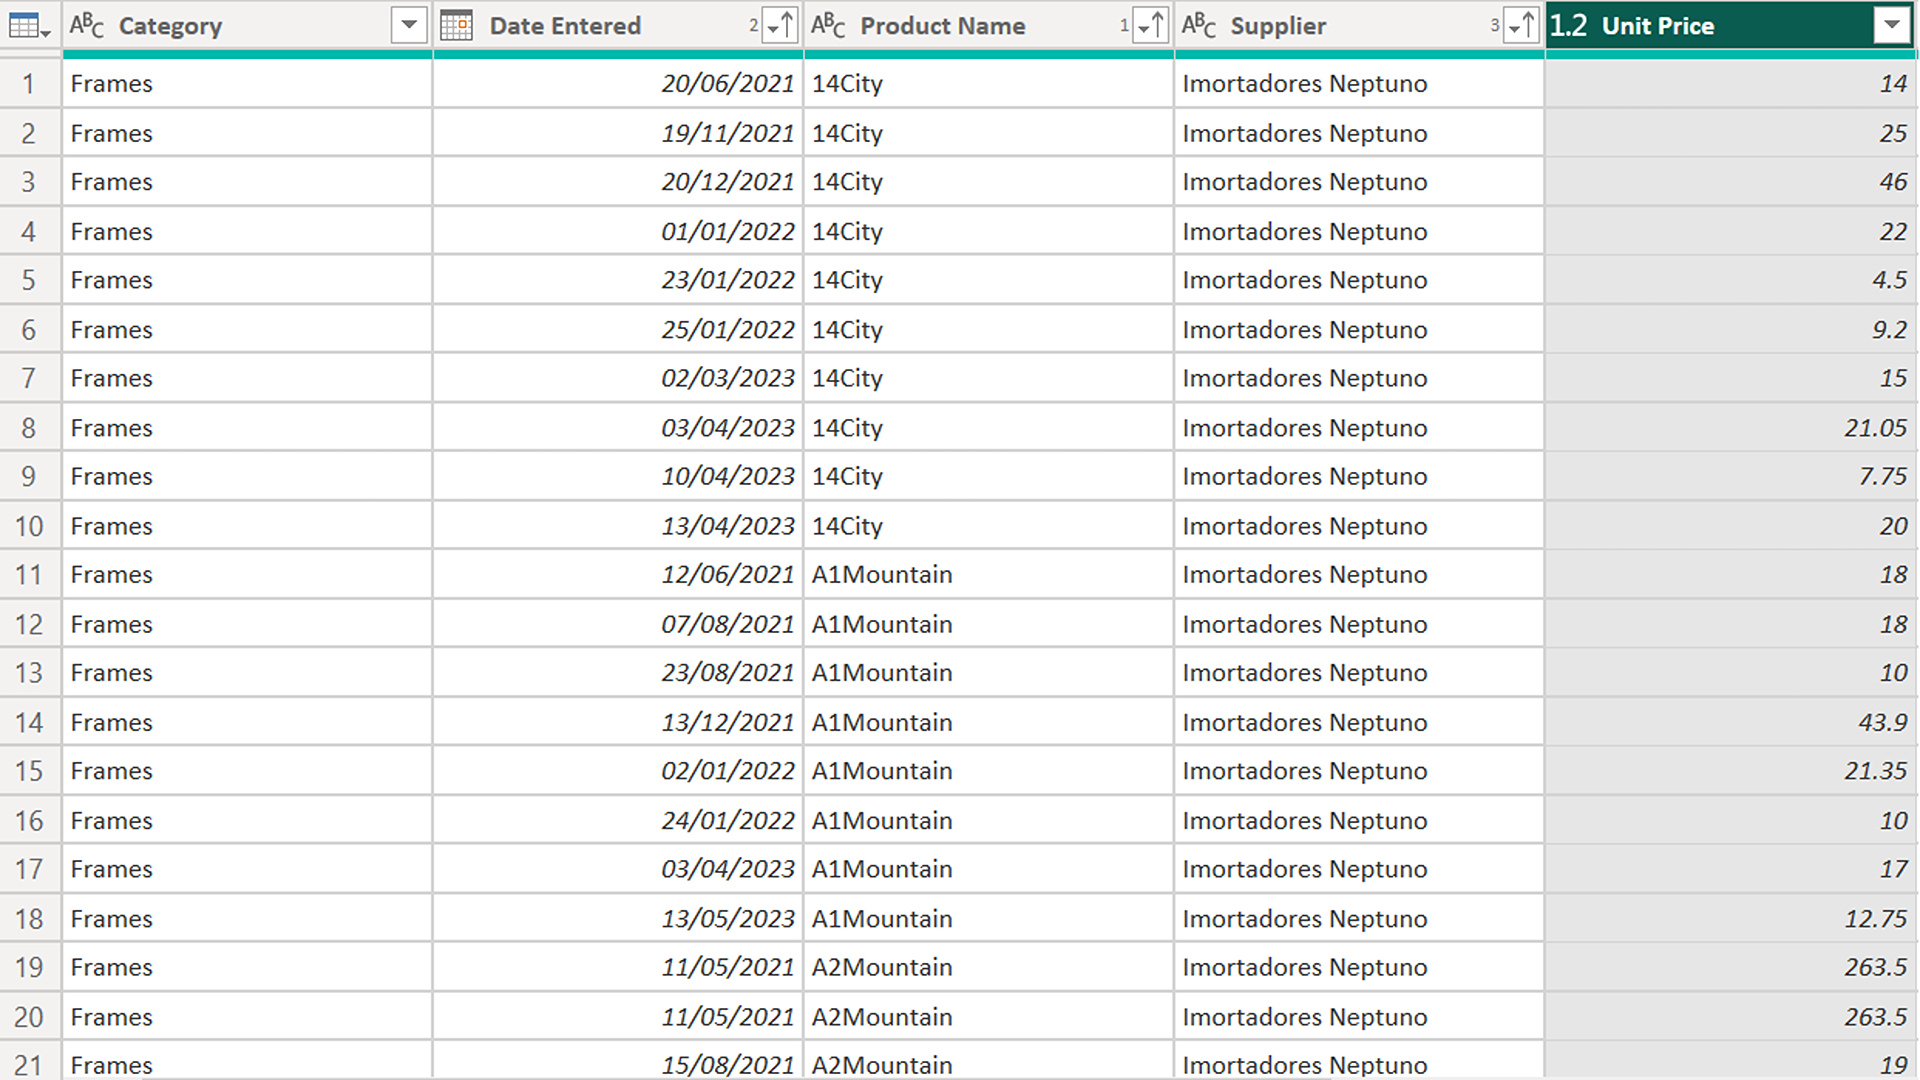 ABC Category Date Entered 2 ABC Product Name 1 ABC Supplier 3 1.2 Unit Price
1 Frames 20/06/2021 14City Imortadores Neptuno 14
2 Frames 19/11/2021 14City Imortadores Neptuno 25
3 Frames 20/12/2021 14City Imortadores Neptuno 46
4 Frames 01/01/2022 14City Imortadores Neptuno 22
5 Frames 23/01/2022 14City Imortadores Neptuno 4.5
6 Frames 25/01/2022 14City Imortadores Neptuno 9.2
7 Frames 02/03/2023 14City Imortadores Neptuno 15
8 Frames 03/04/2023 14City Imortadores Neptuno 21.05
9 Frames 10/04/2023 14City Imortadores Neptuno 7.75
10 Frames 13/04/2023 14City Imortadores Neptuno 20
11 Frames 12/06/2021 A1Mountain Imortadores Neptuno 18
12 Frames 07/08/2021 A1Mountain Imortadores Neptuno 18
13 Frames 23/08/2021 A1Mountain Imortadores Neptuno 10
14 Frames 13/12/2021 A1Mountain Imortadores Neptuno 43.9
15 Frames 02/01/2022 A1Mountain Imortadores Neptuno 21.35
16 Frames 24/01/2022 A1Mountain Imortadores Neptuno 10
17 Frames 03/04/2023 A1Mountain Imortadores Neptuno 17
18 Frames 13/05/2023 A1Mountain Imortadores Neptuno 12.75
19 Frames 11/05/2021 A2Mountain Imortadores Neptuno 263.5
20 Frames 11/05/2021 A2Mountain Imortadores Neptuno 263.5
21 Frames 15/08/2021 A2Mountain Imortadores Neptuno 19